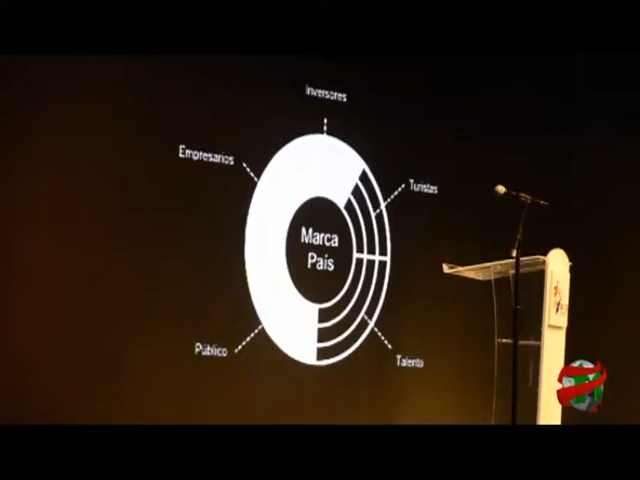 Inversores
Empresarios
Turistas
Marca
País
Público
Talento